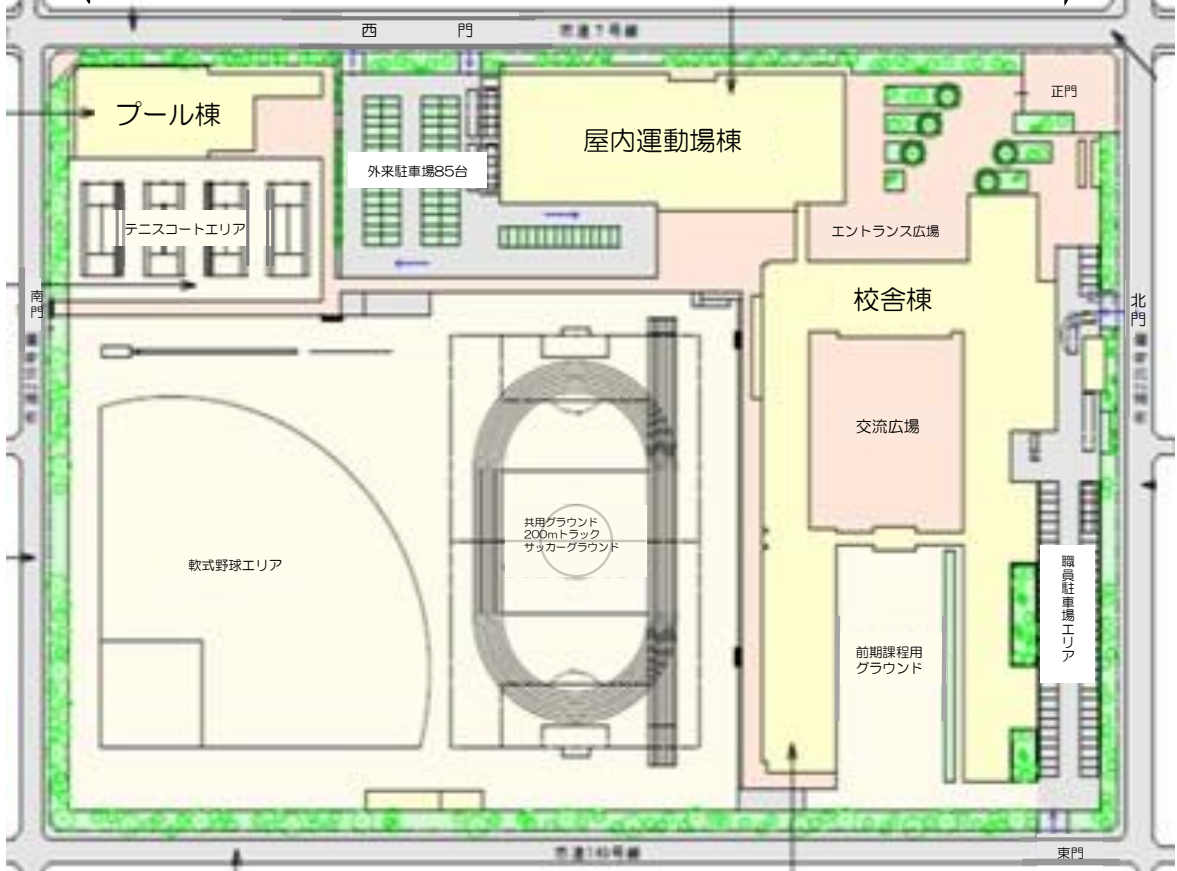 西 門
市道7号線
プール棟
屋内運動場棟
正門
外来駐車場85台
テニスコートエリア
エントランス広場
南門
校舎棟
北門
交流広場
共用グラウンド
200mトラック
サッカーグラウンド
軟式野球エリア
職員駐車場エリア
前期課程用
グラウンド
市道149号線
東門